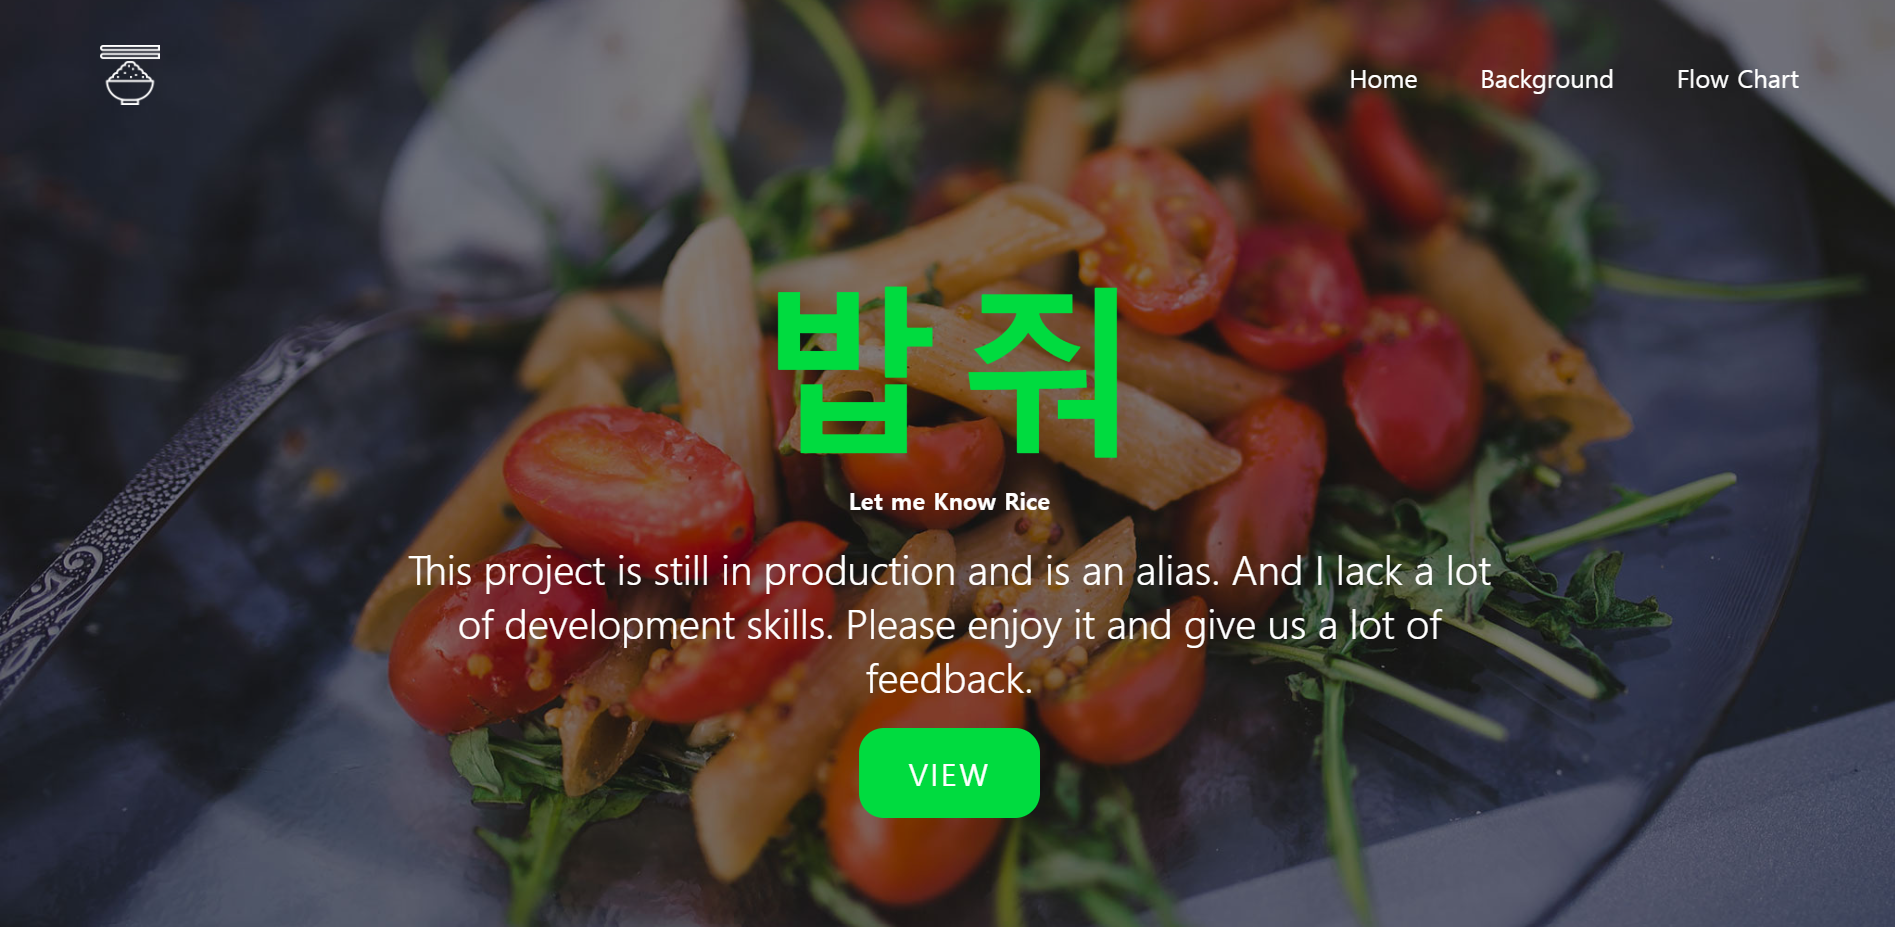 Home Background Flow Chart
밥 줘
Let me Know Rice
This project is still in production and is an alias. And I lack a lot
of development skills. Please enjoy it and give us a lot of
feedback.
VIEW